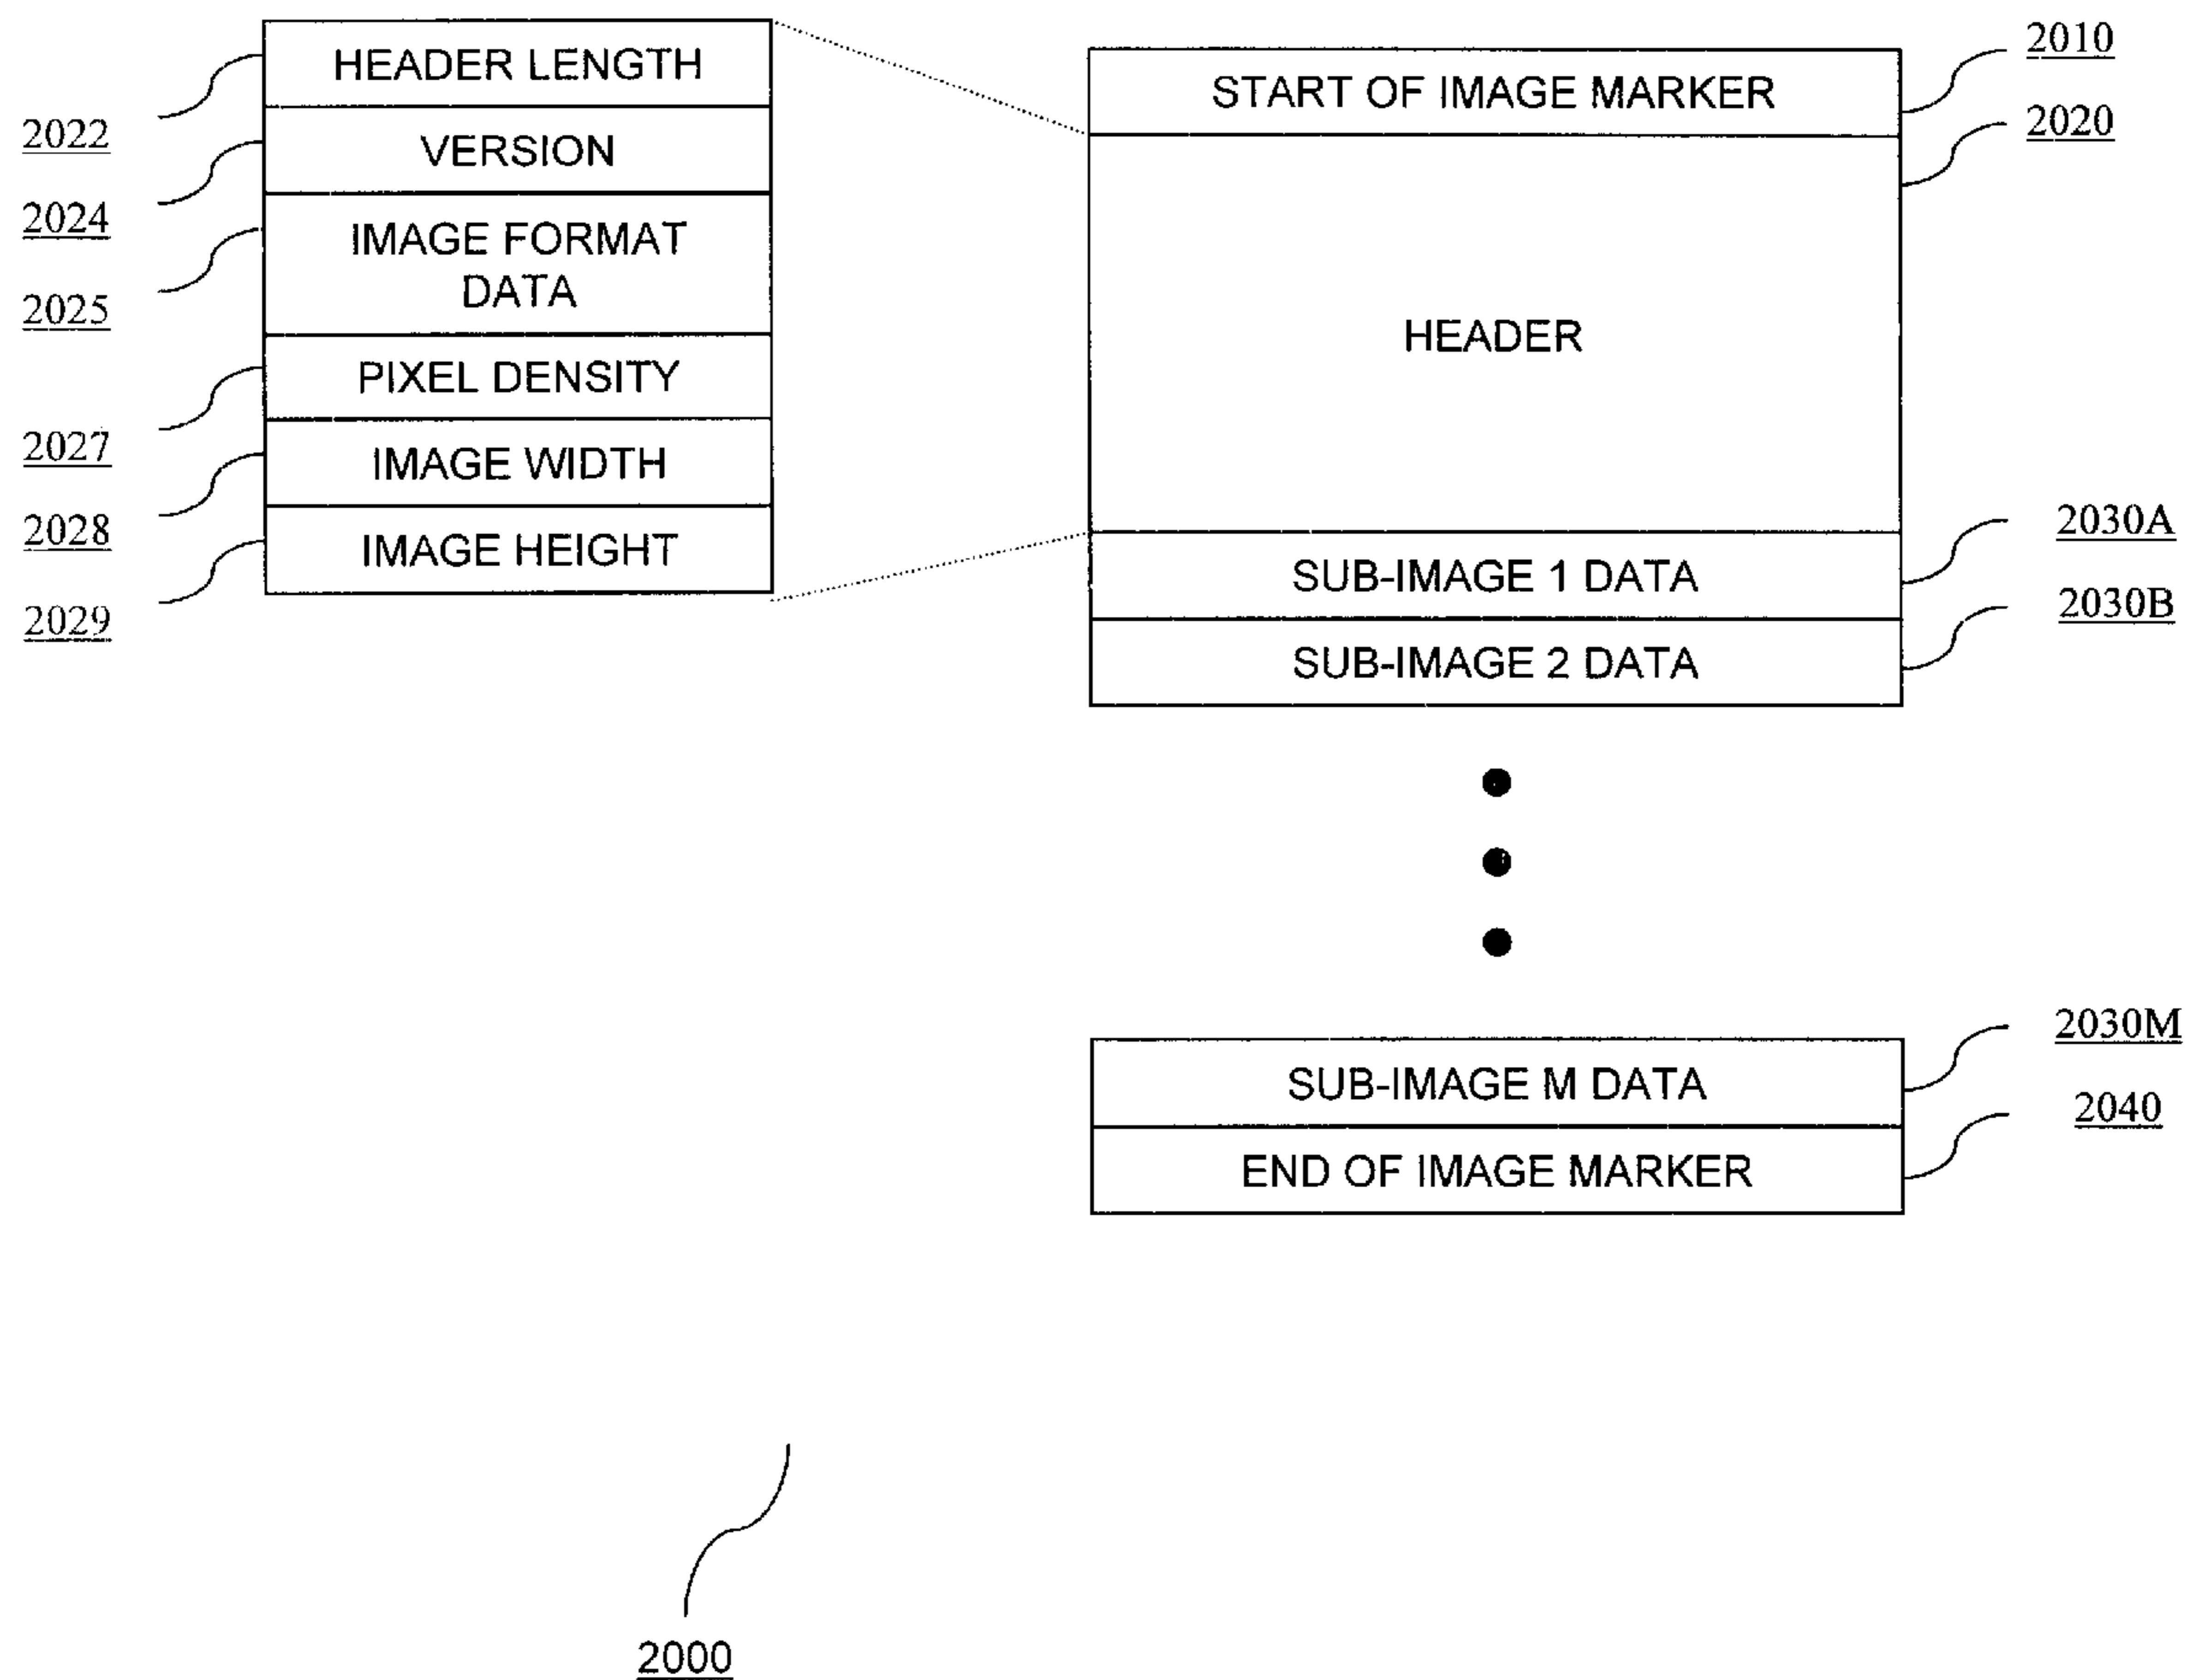 HEADER LENGTH
VERSION
IMAGE FORMAT
DATA
PIXEL DENSITY
IMAGE WIDTH
IMAGE HEIGHT
2022
2024
2025
2027
2028
2029
START OF IMAGE MARKER
HEADER
SUB-IMAGE 1 DATA
SUB-IMAGE 2 DATA
SUB-IMAGE M DATA
END OF IMAGE MARKER
2010
2020
2030A
2030B
2030M
2040
2000